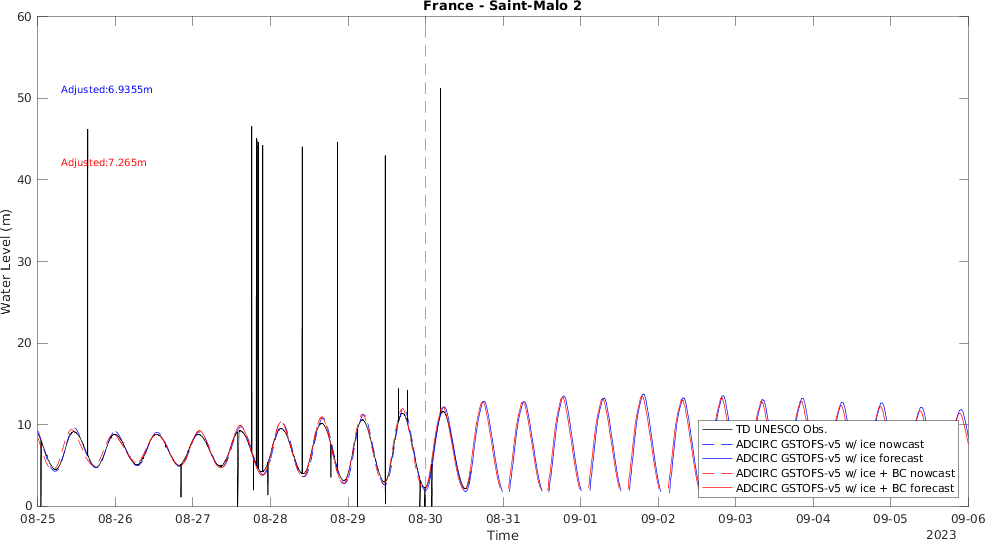 France - Saint-Malo 2
60
50
40
30
20
10
0
Water Level (m)
Adjusted:6.9355m
Adjusted:7.265m
TD UNESCO Obs.
ADCIRC GSTOFS-v5 w/ ice nowcast
ADCIRC GSTOFS-v5 w/ ice forecast
ADCIRC GSTOFS-v5 w/ ice + BC nowcast
ADCIRC GSTOFS-v5 w/ ice + BC forecast
08-25 08-26 08-27 08-28 08-29 08-30 08-31 09-01 09-02 09-03 09-04 09-05 09-06
Time
2023